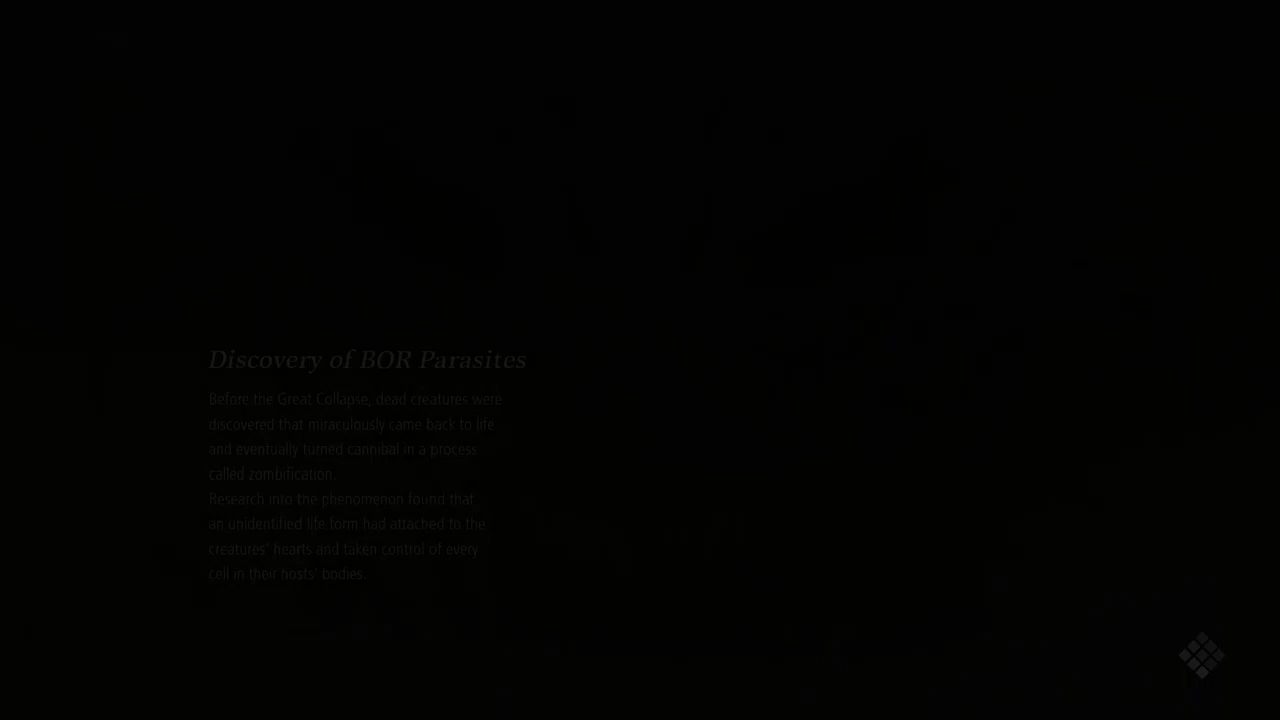 Discovery of BOR Parasites
Before the Great Collapse, dead creatures were
discovered that miraculously came back to life
and eventually turned cannibal in a process
called zombification.
Research into the phenomenon found that
an unidentified life form had attached to the
creatures' hearts and taken control of every
cell in their hosts' bodies.